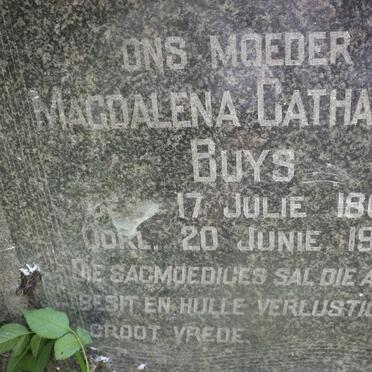 ONS MOEDER
MAGDALENA CATHA
BUYS
17 JULIE 18
OORL. 20 JUNIE 19
DIE SAGMOEDIGES SAL DIE A
BESIT EN HULLE VERLUSTIG
GROOT VREDE